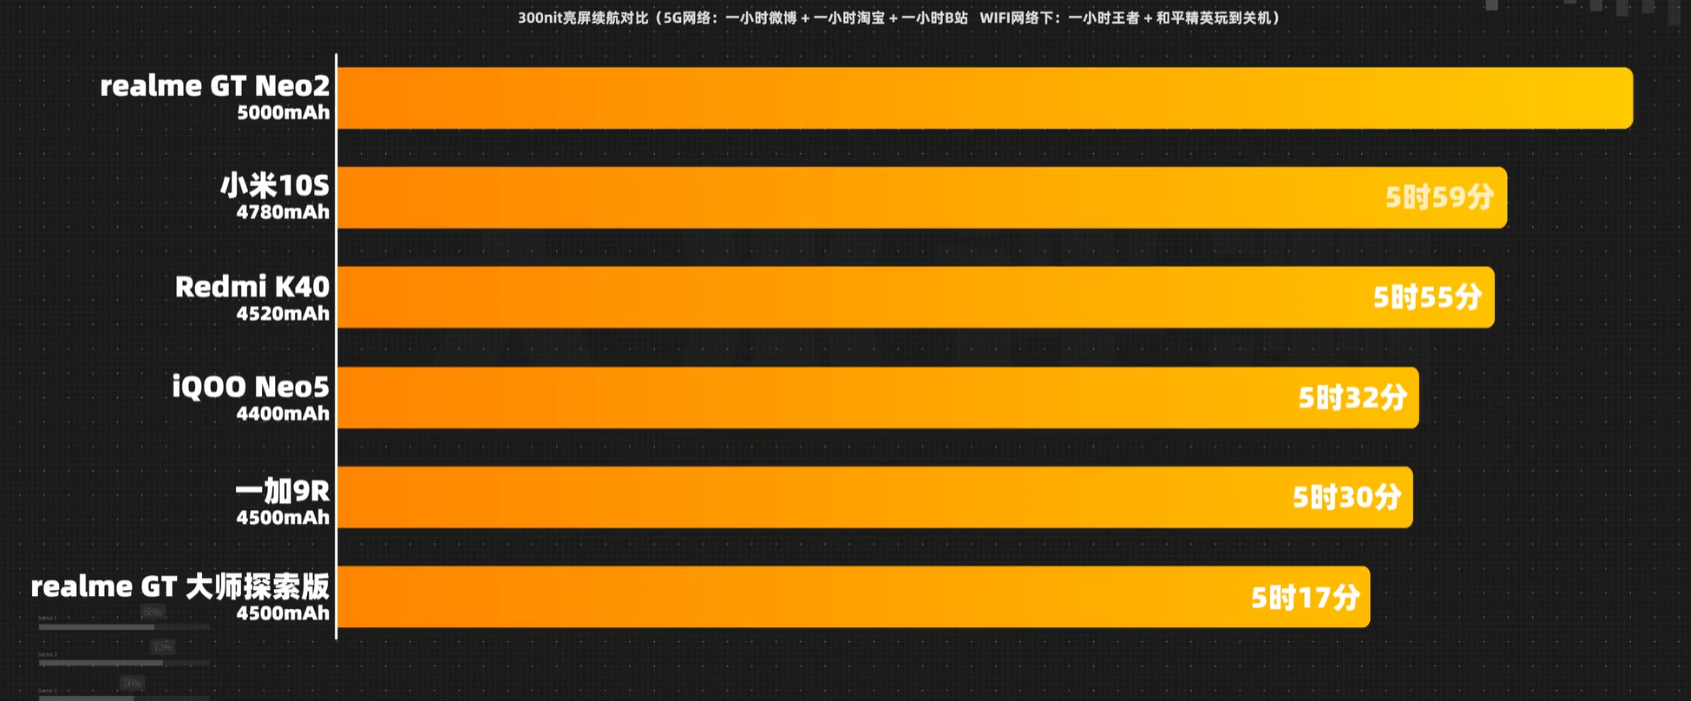 300nit亮屏续航对比（5G网络：一小时微博 + 一小时淘宝 + 一小时B站 WIFI网络下：一小时王者 + 和平精英玩到关机）
realme GT Neo2
5000mAh
小米10S
4780mAh
5时59分
Redmi K40
4520mAh
5时55分
iQOO Neo5
4400mAh
5时32分
一加9R
4500mAh
5时30分
realme GT 大师探索版
4500mAh
5时17分